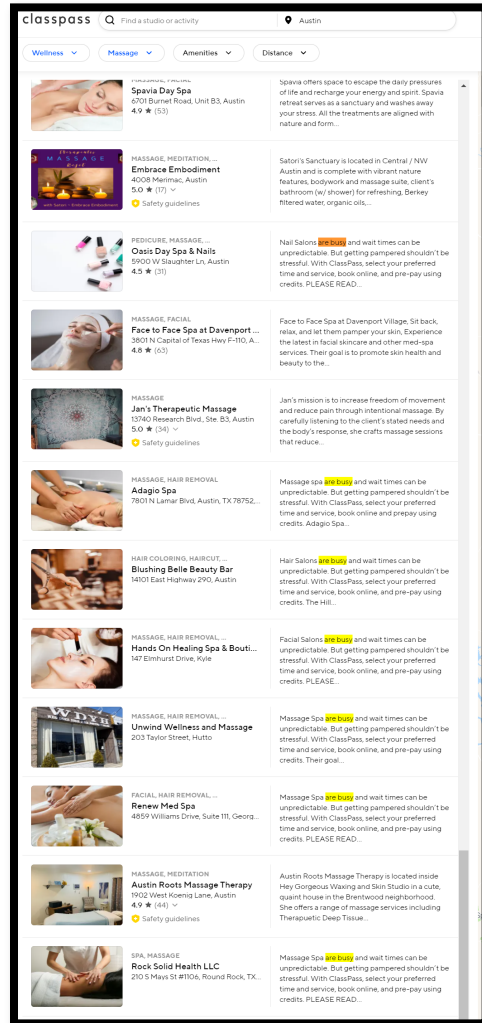 classpass
Find a studio or activity
Austin
Wellness
Massage
Amenities
Distance
MASSAGE, FACIAL
Spavia Day Spa
6701 Burnet Road, Unit B3, Austin
4.9 ★ (53)
Spavia offers space to escape the daily pressures
of life and recharge your energy and spirit. Spavia
retreat serves as a sanctuary and washes away
your stress. All the treatments are aligned with
nature and form...
Therapeutic
MASSAGE
with Satori - Embrace Embodiment
MASSAGE, MEDITATION, ...
Embrace Embodiment
4008 Merimac, Austin
5.0 ★ (17)
Safety guidelines
Satori's Sanctuary is located in Central / NW
Austin and is complete with vibrant nature
features, bodywork and massage suite, client's
bathroom (w/ shower) for refreshing, Berkey
filtered water, organic oils,...
PEDICURE, MASSAGE, ...
Oasis Day Spa & Nails
5900 W Slaughter Ln, Austin
4.5 ★ (31)
Nail Salons are busy and wait times can be
unpredictable. But getting pampered shouldn't be
stressful. With ClassPass, select your preferred
time and service, book online, and pre-pay using
credits. PLEASE READ...
MASSAGE, FACIAL
Face to Face Spa at Davenport ...
3801 N Capital of Texas Hwy F-110, A...
4.8 ★ (63)
Face to Face Spa at Davenport Village, Sit back,
relax, and let them pamper your skin, Experience
the latest in facial skincare and other med-spa
services. Their goal is to promote skin health and
beauty to the...
MASSAGE
Jan's Therapeutic Massage
13740 Research Blvd., Ste. B3, Austin
5.0 ★ (34)
Safety guidelines
Jan's mission is to increase freedom of movement
and reduce pain through intentional massage. By
carefully listening to the client's stated needs and
the body's response, she crafts massage sessions
that reduce...
MASSAGE, HAIR REMOVAL
Adagio Spa
7801 N Lamar Blvd, Austin, TX 78752,...
Massage spa are busy and wait times can be
unpredictable. But getting pampered shouldn't be
stressful. With ClassPass, select your preferred
time and service, book online and prepay using
credits. Adagio Spa...
HAIR COLORING, HAIRCUT, ...
Blushing Belle Beauty Bar
14101 East Highway 290, Austin
Hair Salons are busy and wait times can be
unpredictable. But getting pampered shouldn't be
stressful. With ClassPass, select your preferred
time and service, book online, and pre-pay using
credits. The Hill...
MASSAGE, HAIR REMOVAL, ...
Hands On Healing Spa & Bouti...
147 Elmhurst Drive, Kyle
Facial Salons are busy and wait times can be
unpredictable. But getting pampered shouldn't be
stressful. With ClassPass, select your preferred
time and service, book online, and pre-pay using
credits. PLEASE...
WDYH
MASSAGE, HAIR REMOVAL, ...
Unwind Wellness and Massage
203 Taylor Street, Hutto
Massage Spa are busy and wait times can be
unpredictable. But getting pampered shouldn't be
stressful. With ClassPass, select your preferred
time and service, book online, and pre-pay using
credits. Their goal...
FACIAL, HAIR REMOVAL, ...
Renew Med Spa
4859 Williams Drive, Suite 111, Georg...
Massage Spa are busy and wait times can be
unpredictable. But getting pampered shouldn't be
stressful. With ClassPass, select your preferred
time and service, book online, and pre-pay using
credits. PLEASE READ...
MASSAGE, MEDITATION
Austin Roots Massage Therapy
1902 West Koenig Lane, Austin
4.9 ★ (44)
Safety guidelines
Austin Roots Massage Therapy is located inside
Hey Gorgeous Waxing and Skin Studio in a cute,
quaint house in the Brentwood neighborhood.
She offers a range of massage services including
Therapuetic Deep Tissue...
SPA, MASSAGE
Rock Solid Health LLC
210 S Mays St #1106, Round Rock, TX...
Massage Spa are busy and wait times can be
unpredictable. But getting pampered shouldn't be
stressful. With ClassPass, select your preferred
time and service, book online, and pre-pay using
credits. PLEASE READ...